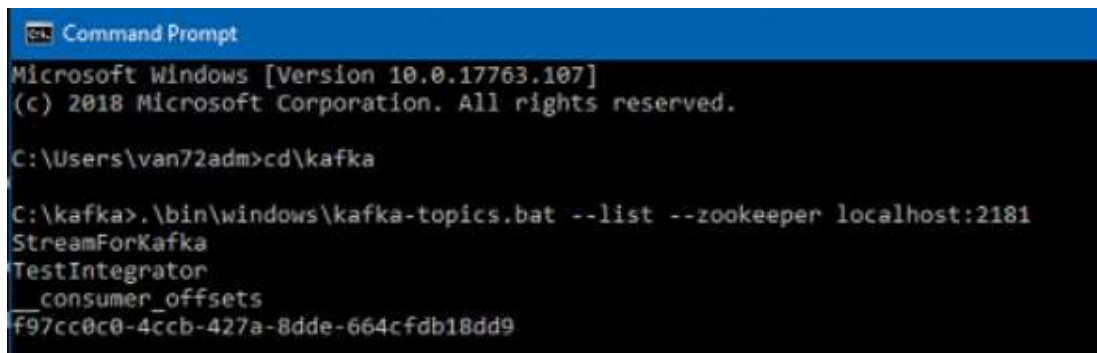 Command Prompt
Microsoft Windows [Version 10.0.17763.107]
(c) 2018 Microsoft Corporation. All rights reserved.
C:\Users\van72adm>cd\kafka
C:\kafka>.\bin\windows\kafka-topics.bat --list --zookeeper localhost:2181
StreamForKafka
TestIntegrator
__consumer_offsets
f97cc0c0-4ccb-427a-8dde-664cfdb18dd9